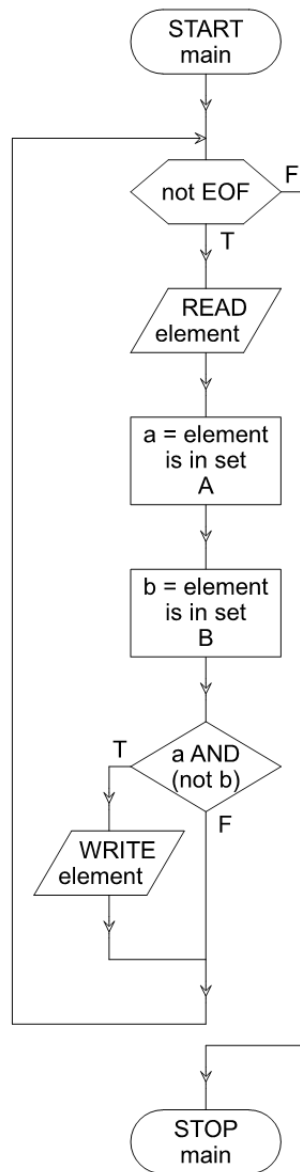 START
main
not EOF
F
T
READ
element
a = element
is in set
A
b = element
is in set
B
T
a AND
(not b)
F
WRITE
element
STOP
main